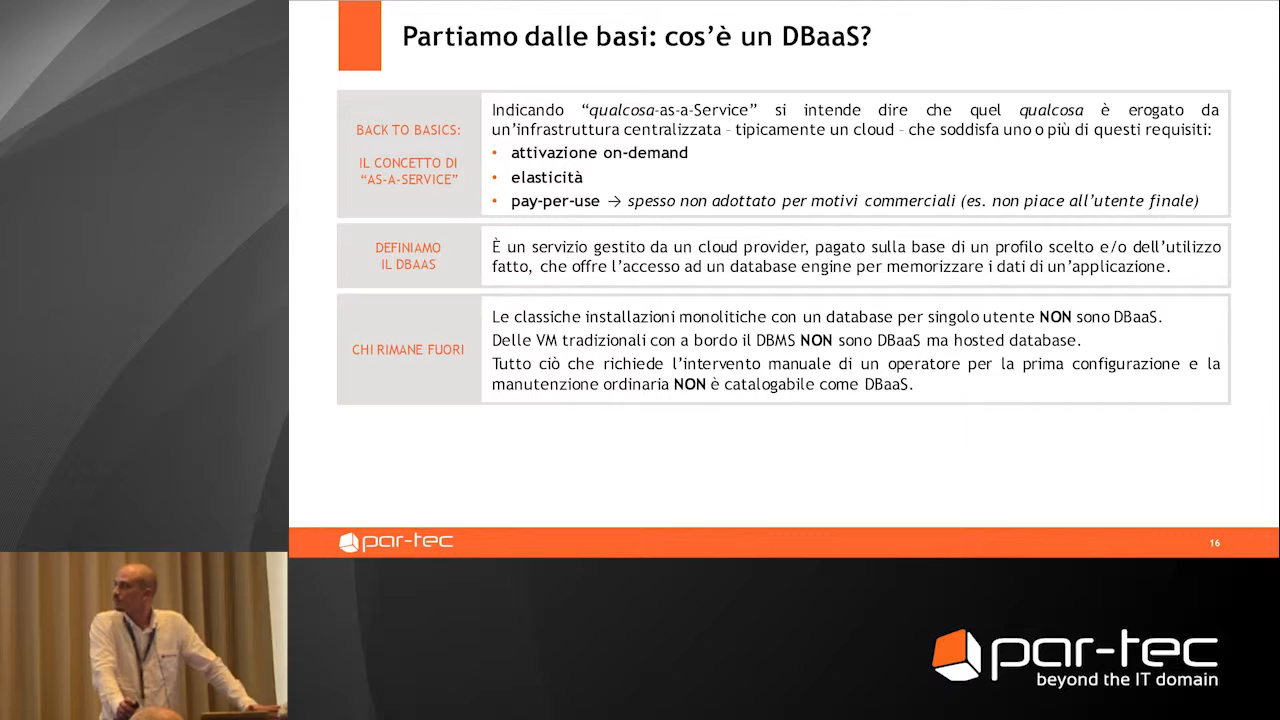 Partiamo dalle basi: cos’è un DBaaS?
BACK TO BASICS:
IL CONCETTO DI
“AS-A-SERVICE”
Indicando “qualcosa-as-a-Service” si intende dire che quel qualcosa è erogato da
un’infrastruttura centralizzata – tipicamente un cloud – che soddisfa uno o più di questi requisiti:
• attivazione on-demand
• elasticità
• pay-per-use → spesso non adottato per motivi commerciali (es. non piace all’utente finale)
DEFINIAMO
IL DBAAS
È un servizio gestito da un cloud provider, pagato sulla base di un profilo scelto e/o dell’utilizzo
fatto, che offre l’accesso ad un database engine per memorizzare i dati di un’applicazione.
CHI RIMANE FUORI
Le classiche installazioni monolitiche con un database per singolo utente NON sono DBaaS.
Delle VM tradizionali con a bordo il DBMS NON sono DBaaS ma hosted database.
Tutto ciò che richiede l’intervento manuale di un operatore per la prima configurazione e la
manutenzione ordinaria NON è catalogabile come DBaaS.
par-tec
16
par-tec
beyond the IT domain